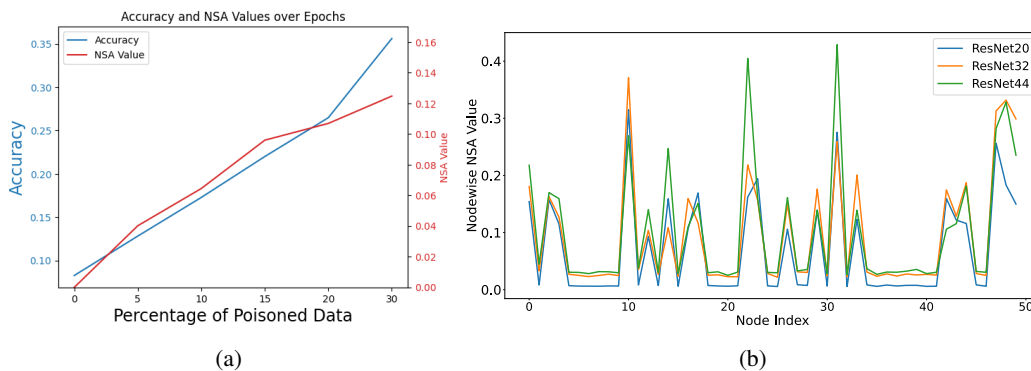 Accuracy and NSA Values over Epochs
Accuracy
NSA Value
0.35
0.30
0.25
0.20
0.15
0.10
Accuracy
0.16
0.14
0.12
0.10
0.08
0.06
0.04
0.02
0.00
NSA Value
0 5 10 15 20 30
Percentage of Poisoned Data
(a)
ResNet20
ResNet32
ResNet44
0.4
0.3
0.2
0.1
0.0
Nodewise NSA Value
0 10 20 30 40 50
Node Index
(b)